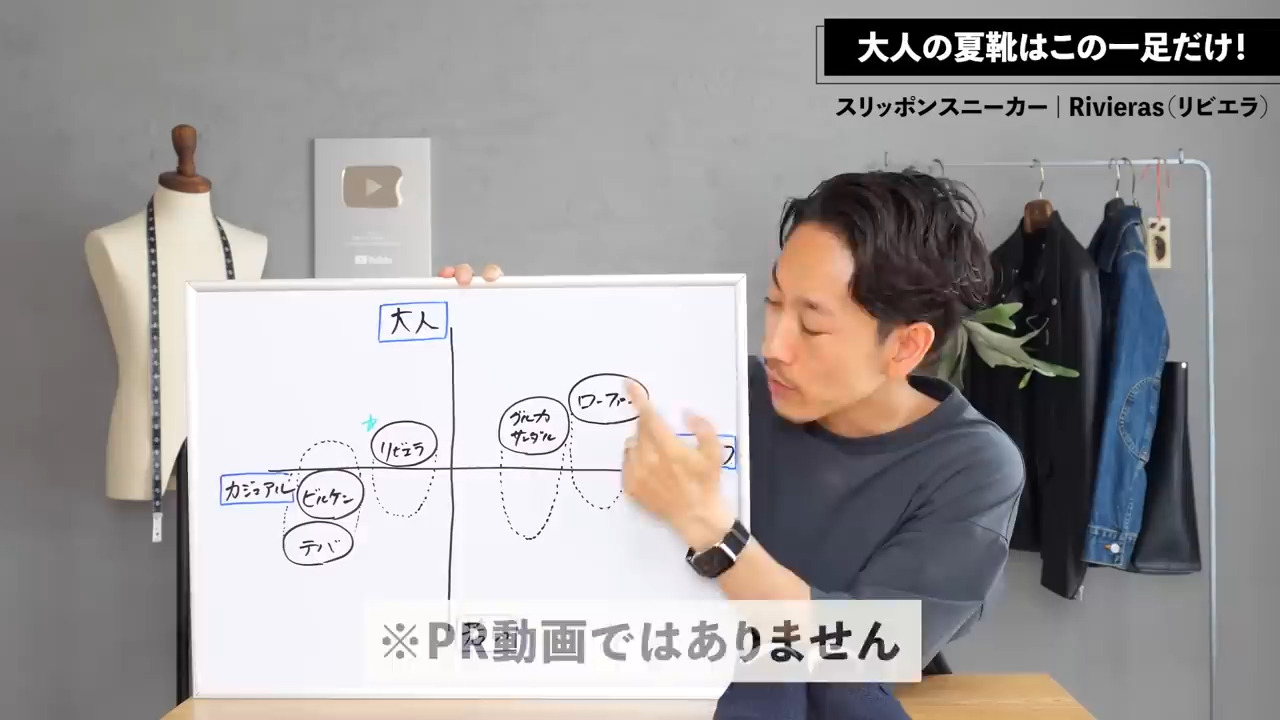 大人の夏靴はこの一足だけ!
スリッポンスニーカー | Rivieras(リビエラ)
YouTube
大人
ローファー
グルカ
サンダル
リビエラ
カジュアル
ビルケン
テバ
※PR動画ではありません